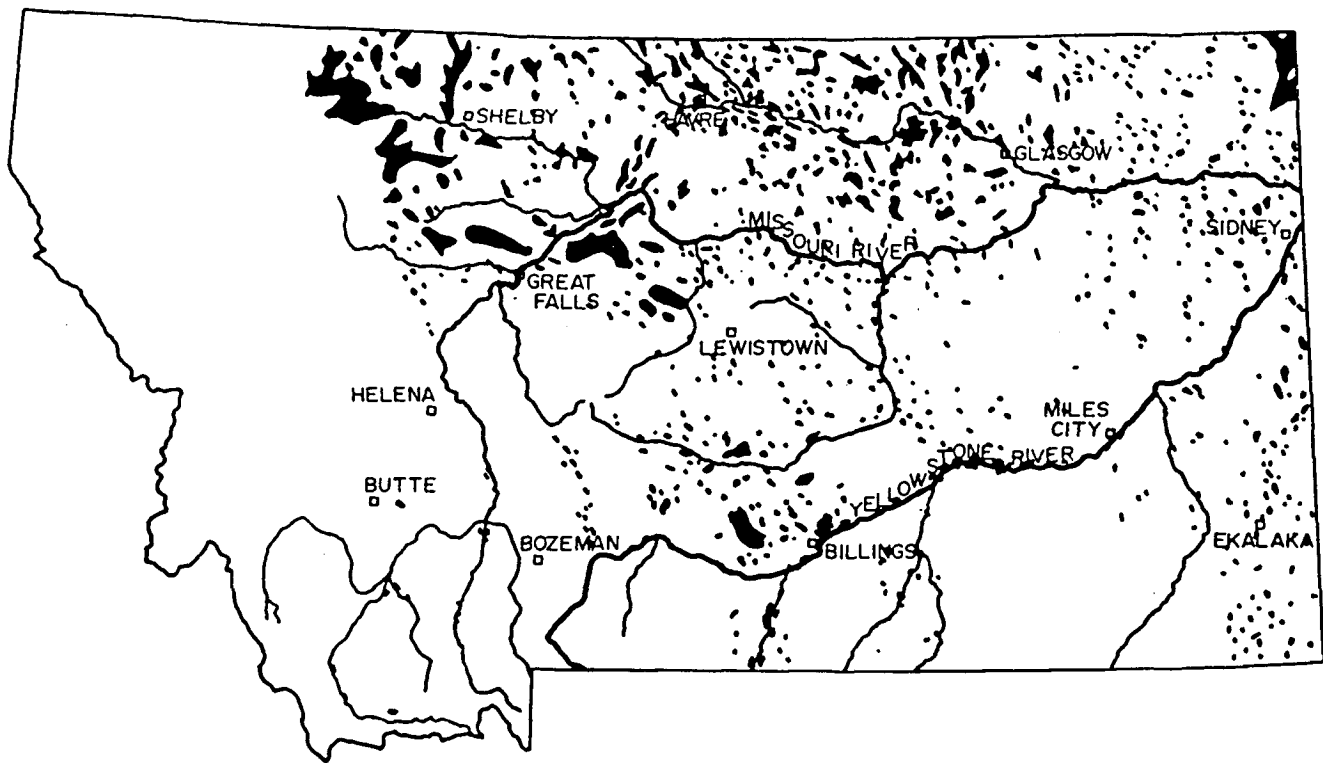 SHELBY
HAVRE
GLASGOW
MISSOURI RIVER
SIDNEY
GREAT
FALLS
LEWISTOWN
HELENA
MILES
CITY
YELLOWSTONE RIVER
BUTTE
BOZEMAN
BILLINGS
EKALAKA